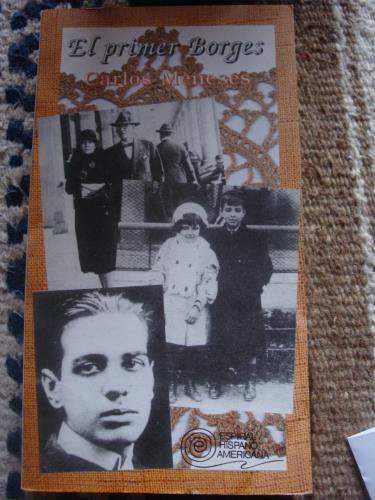 El primer Borges
Carlos Meneses
ESPIRAL
HISPANO
AMERICANA